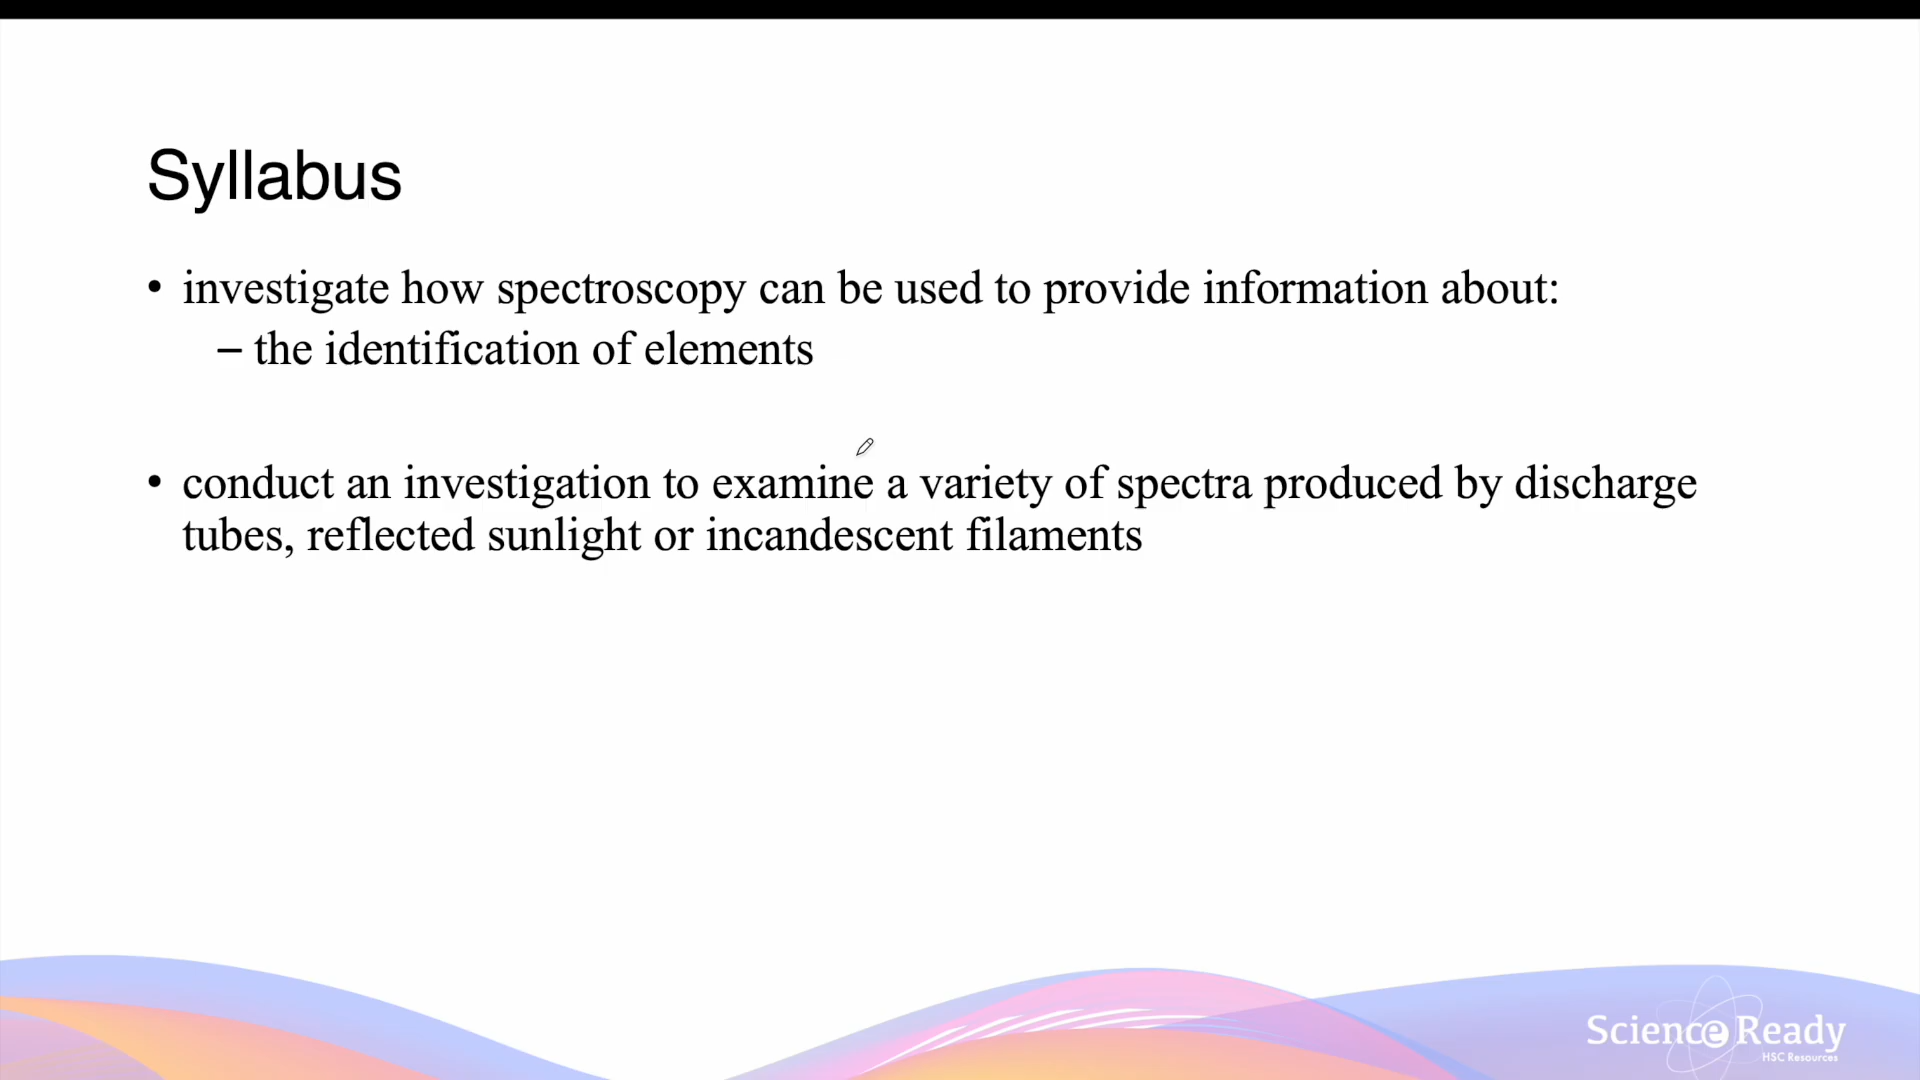 Syllabus
• investigate how spectroscopy can be used to provide information about:
– the identification of elements
• conduct an investigation to examine a variety of spectra produced by discharge
tubes, reflected sunlight or incandescent filaments
Science Ready
HSC Resources